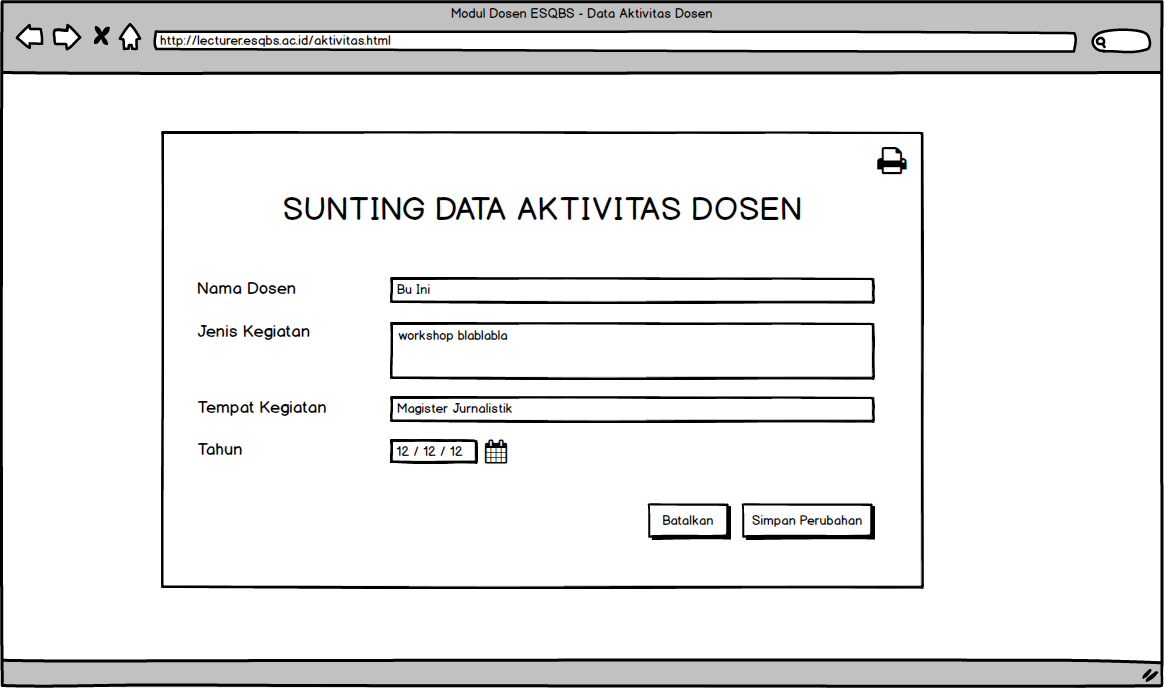 Modul Dosen ESQBS - Data Aktivitas Dosen
http://lecturer.esqbs.ac.id/aktivitas.html
SUNTING DATA AKTIVITAS DOSEN
Nama Dosen
Bu Ini
Jenis Kegiatan
workshop blablabla
Tempat Kegiatan
Magister Jurnalistik
Tahun
12 / 12 / 12
Batalkan
Simpan Perubahan